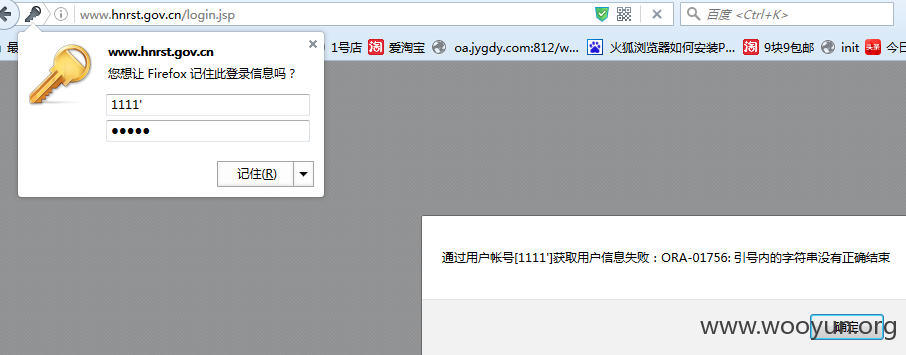 www.hnrst.gov.cn/login.jsp
百度 <Ctrl+K>
最
1号店
淘
爱淘宝
oa.jygdy.com:812/w...
火狐浏览器如何安装P...
淘
9块9包邮
init
头条
今日
www.hnrst.gov.cn
您想让 Firefox 记住此登录信息吗？
1111'
●●●●●
记住(R)
通过用户帐号[1111']获取用户信息失败：ORA-01756: 引号内的字符串没有正确结束
确定
www.wooyun.org